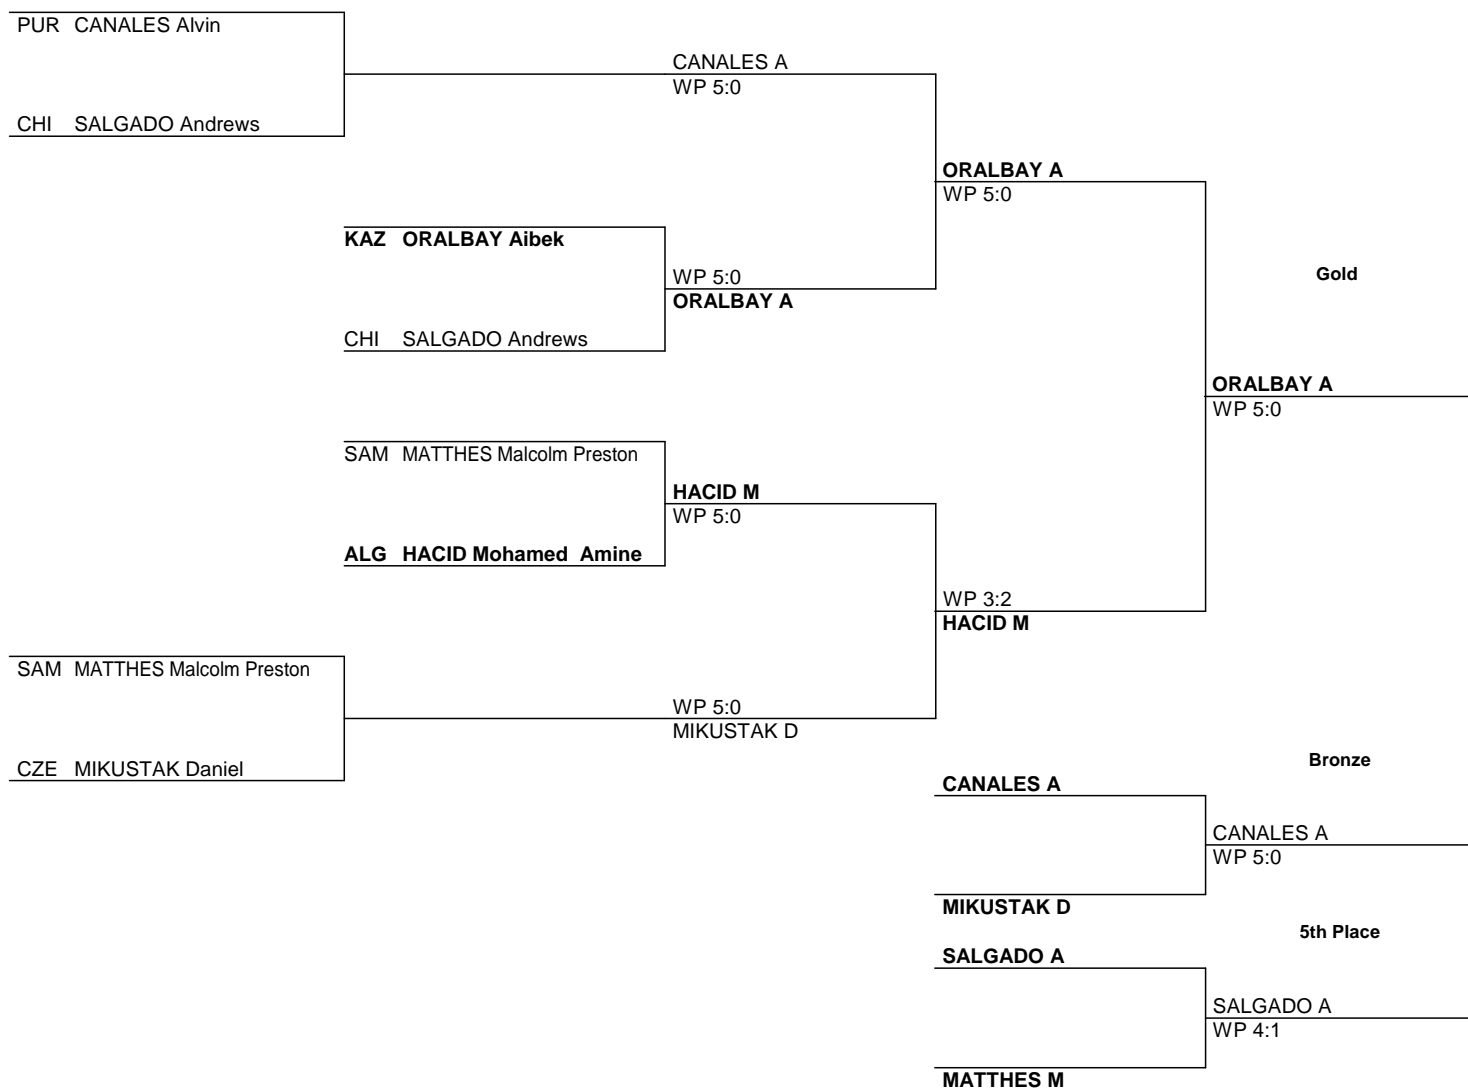 PUR CANALES Alvin
CANALES A
WP 5:0
CHI SALGADO Andrews
ORALBAY A
WP 5:0
KAZ ORALBAY Aibek
WP 5:0
ORALBAY A
Gold
CHI SALGADO Andrews
ORALBAY A
WP 5:0
SAM MATTHES Malcolm Preston
HACID M
WP 5:0
ALG HACID Mohamed Amine
WP 3:2
HACID M
SAM MATTHES Malcolm Preston
WP 5:0
MIKUSTAK D
CZE MIKUSTAK Daniel
Bronze
CANALES A
CANALES A
WP 5:0
MIKUSTAK D
5th Place
SALGADO A
SALGADO A
WP 4:1
MATTHES M